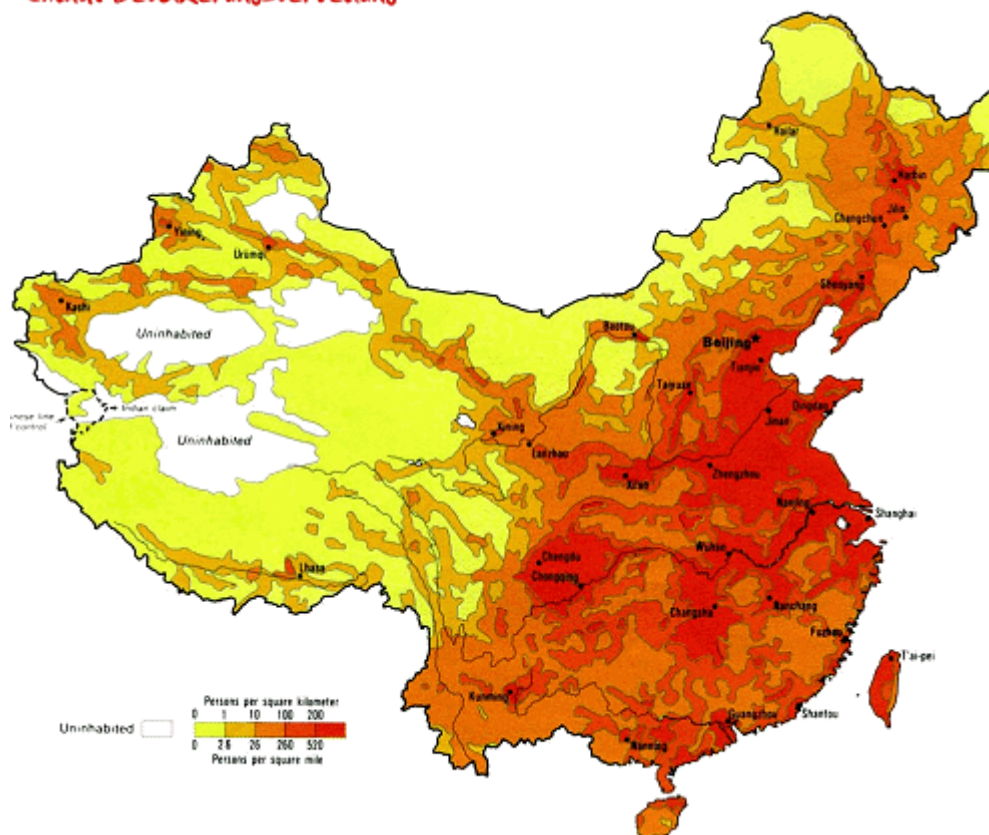 Hailar
Harbin
Jilin
Changchun
Yining
Urumqi
Shenyang
Kashi
Uninhabited
Baotou
Beijing
Tianjin
Taiyuan
Indian claim
line
control
Qingdao
Jinan
Uninhabited
Xining
Lanzhou
Zhengzhou
Xi'an
Nanjing
Shanghai
Wuhan
Chengdu
Lhasa
Chongqing
Nanchang
Changsha
Fuzhou
T'ai-pei
Kunming
Persons per square kilometer
0 1 10 100 200
Guangzhou
Shantou
Uninhabited
0 2.6 26 260 520
Nanning
Persons per square mile